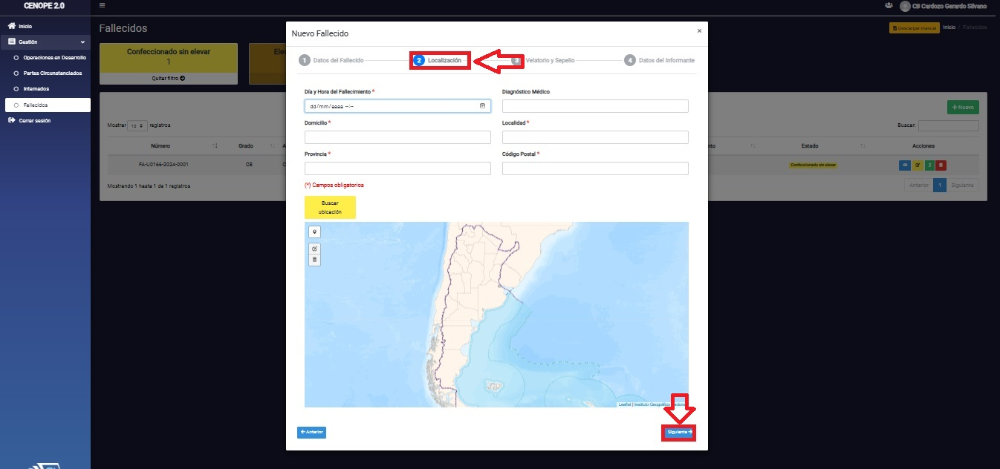 CENOPE 2.0
CB Cardozo Gerardo Silvano
Inicio
Gestión
Operaciones en Desarrollo
Partes Circunstanciados
Internados
Fallecidos
Cerrar sesión
Fallecidos
Descargar manual
Inicio / Fallecidos
Confeccionado sin elevar
1
Quitar filtro
Ele
Nuevo
Mostrar 10 registros
Buscar:
Número
Grado
A
nto
Estado
Acciones
FA-U0166-2024-0001
CB
C
Confeccionado sin elevar
Mostrando 1 hasta 1 de 1 registros
Anterior 1 Siguiente
Nuevo Fallecido
×
1 Datos del Fallecido
2 Localización
3 Velatorio y Sepelio
4 Datos del Informante
Día y Hora del Fallecimiento *
Diagnóstico Médico
dd/mm/aaaa --:--
Domicilio *
Localidad *
Provincia *
Código Postal *
(*) Campos obligatorios
Buscar
ubicación
Leaflet | Instituto Geográfico
Anterior
Siguiente